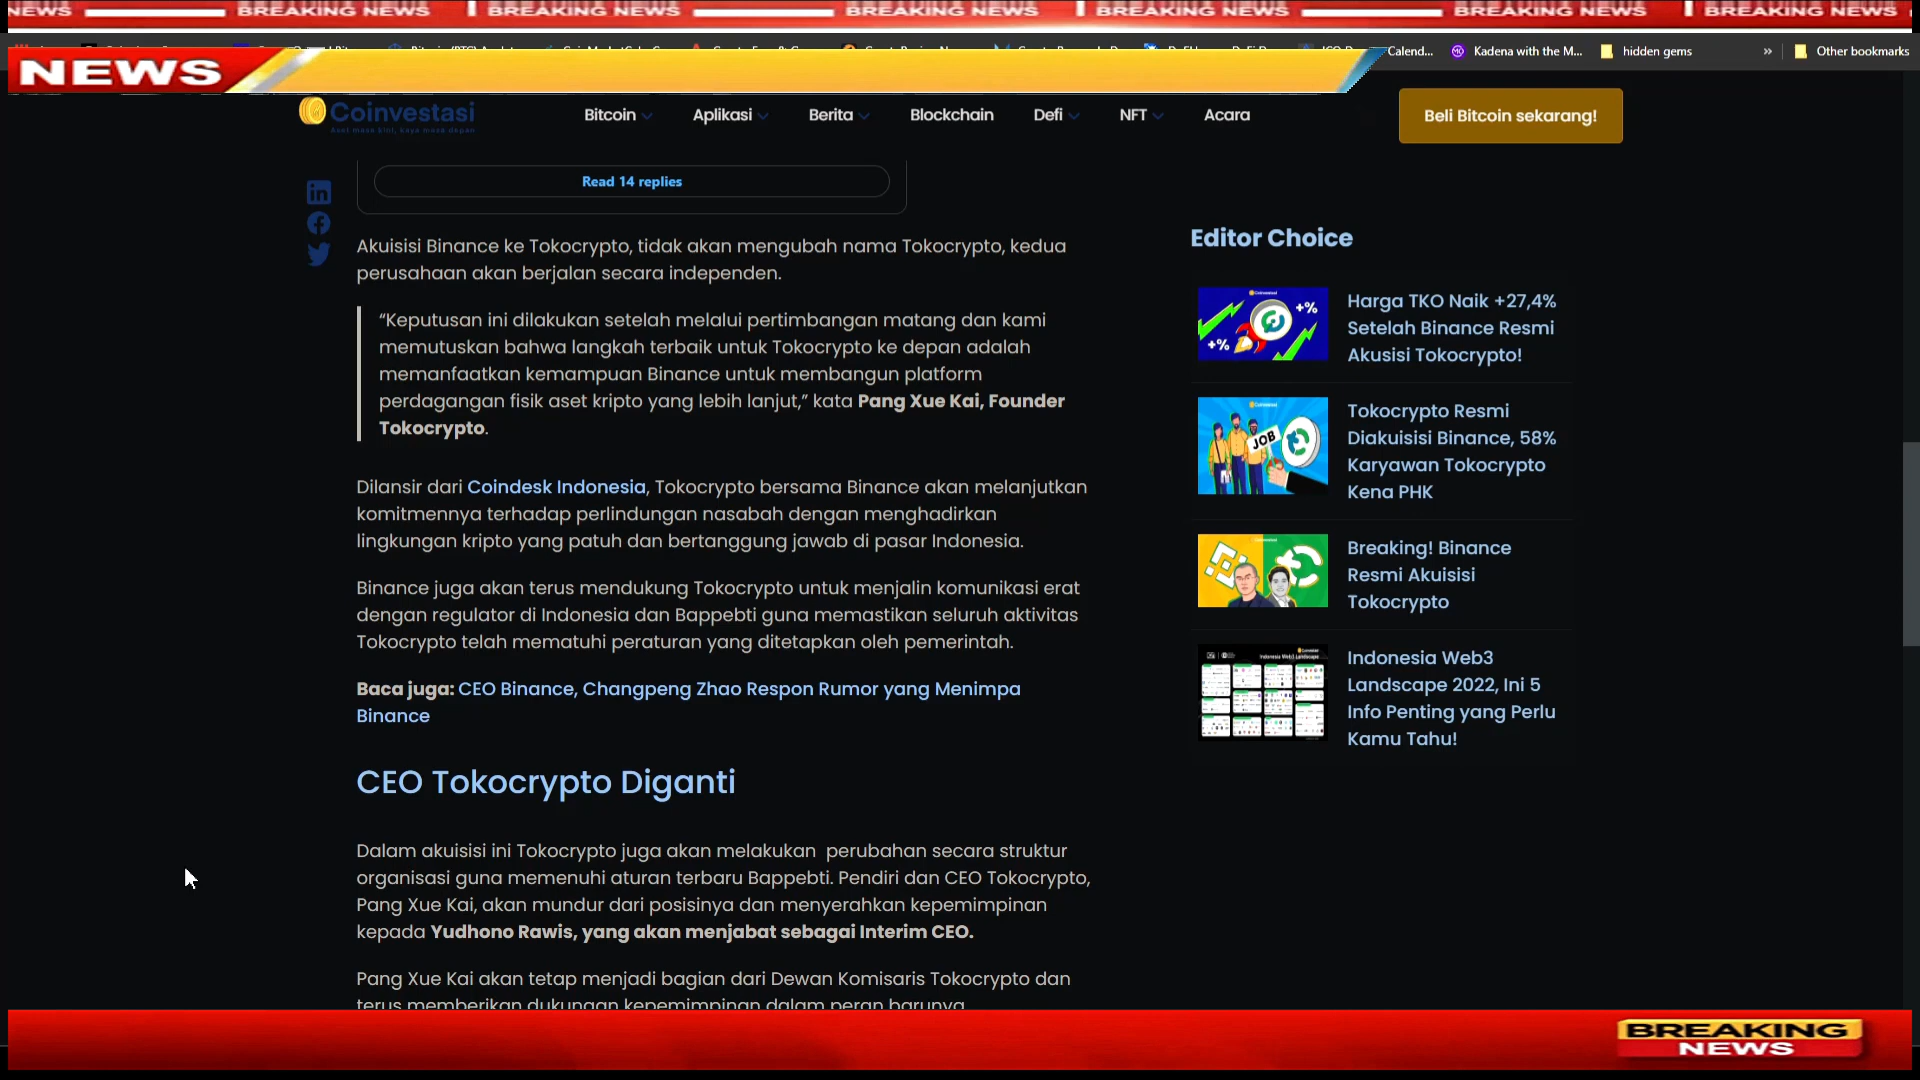 NEWS BREAKING NEWS BREAKING NEWS BREAKING NEWS BREAKING NEWS BREAKING NEWS BREAKING NEWS
NEWS
Calend...
Kadena with the M...
hidden gems
»
Other bookmarks
Coinvestasi
Bitcoin
Aplikasi
Berita
Blockchain
Defi
NFT
Acara
Beli Bitcoin sekarang!
Read 14 replies
Akuisisi Binance ke Tokocrypto, tidak akan mengubah nama Tokocrypto, kedua
perusahaan akan berjalan secara independen.
“Keputusan ini dilakukan setelah melalui pertimbangan matang dan kami
memutuskan bahwa langkah terbaik untuk Tokocrypto ke depan adalah
memanfaatkan kemampuan Binance untuk membangun platform
perdagangan fisik aset kripto yang lebih lanjut,” kata Pang Xue Kai, Founder
Tokocrypto.
Dilansir dari Coindesk Indonesia, Tokocrypto bersama Binance akan melanjutkan
komitmennya terhadap perlindungan nasabah dengan menghadirkan
lingkungan kripto yang patuh dan bertanggung jawab di pasar Indonesia.
Binance juga akan terus mendukung Tokocrypto untuk menjalin komunikasi erat
dengan regulator di Indonesia dan Bappebti guna memastikan seluruh aktivitas
Tokocrypto telah mematuhi peraturan yang ditetapkan oleh pemerintah.
Baca juga: CEO Binance, Changpeng Zhao Respon Rumor yang Menimpa
Binance
CEO Tokocrypto Diganti
Dalam akuisisi ini Tokocrypto juga akan melakukan perubahan secara struktur
organisasi guna memenuhi aturan terbaru Bappebti. Pendiri dan CEO Tokocrypto,
Pang Xue Kai, akan mundur dari posisinya dan menyerahkan kepemimpinan
kepada Yudhono Rawis, yang akan menjabat sebagai Interim CEO.
Pang Xue Kai akan tetap menjadi bagian dari Dewan Komisaris Tokocrypto dan
terus memberikan dukungan kepemimpinan dalam peran barunya
Editor Choice
+%
+%
Harga TKO Naik +27,4%
Setelah Binance Resmi
Akusisi Tokocrypto!
JOB
Tokocrypto Resmi
Diakuisisi Binance, 58%
Karyawan Tokocrypto
Kena PHK
Breaking! Binance
Resmi Akuisisi
Tokocrypto
Indonesia Web3
Landscape 2022, Ini 5
Info Penting yang Perlu
Kamu Tahu!
BREAKING
NEWS